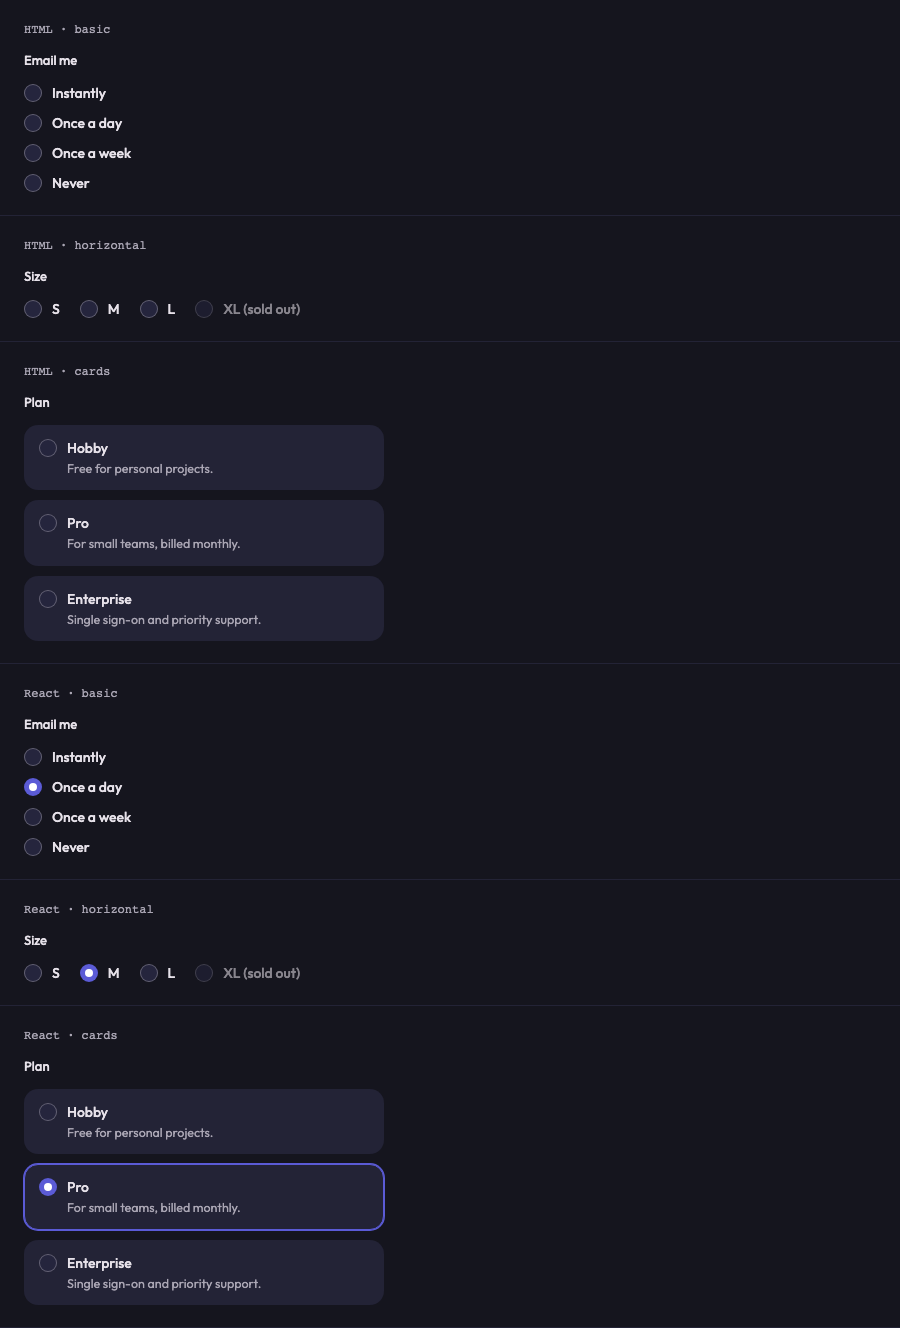 HTML · basic
Email me
Instantly
Once a day
Once a week
Never
HTML · horizontal
Size
S M L XL (sold out)
HTML · cards
Plan
Hobby
Free for personal projects.
Pro
For small teams, billed monthly.
Enterprise
Single sign-on and priority support.
React · basic
Email me
Instantly
Once a day
Once a week
Never
React · horizontal
Size
S M L XL (sold out)
React · cards
Plan
Hobby
Free for personal projects.
Pro
For small teams, billed monthly.
Enterprise
Single sign-on and priority support.